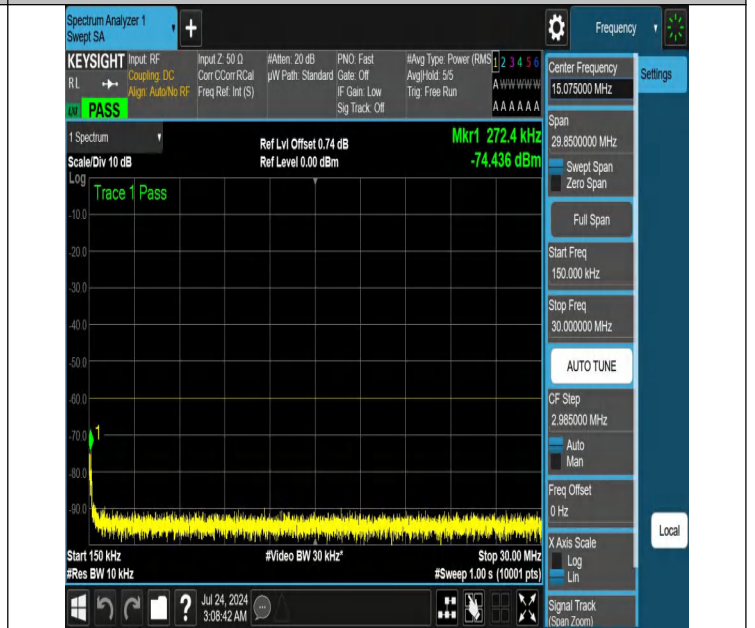 Spectrum Analyzer 1
Swept SA
+
Frequency
KEYSIGHT
RL
PASS
Input: RF
Coupling: DC
Align: Auto/No RF
Input Z: 50 Ω
Corr CCorr RCal
Freq Ref: Int (S)
#Atten: 20 dB
µW Path: Standard
PNO: Fast
Gate: Off
IF Gain: Low
Sig Track: Off
#Avg Type: Power (RMS
Avg|Hold: 5/5
Trig: Free Run
1 2 3 4 5 6
A W W W W W
A A A A A A
1 Spectrum
Scale/Div 10 dB
Ref Lvl Offset 0.74 dB
Ref Level 0.00 dBm
Mkr1 272.4 kHz
-74.436 dBm
Log
Trace 1 Pass
-10.0
-20.0
-30.0
-40.0
-50.0
-60.0
-70.0
1
-80.0
-90.0
Start 150 kHz
#Res BW 10 kHz
#Video BW 30 kHz*
Stop 30.00 MHz
#Sweep 1.00 s (10001 pts)
?
Jul 24, 2024
3:08:42 AM
Center Frequency
15.075000 MHz
Span
29.8500000 MHz
Swept Span
Zero Span
Full Span
Start Freq
150.000 kHz
Stop Freq
30.000000 MHz
AUTO TUNE
CF Step
2.985000 MHz
Auto
Man
Freq Offset
0 Hz
X Axis Scale
Log
Lin
Signal Track
(Span Zoom)
Settings
Local